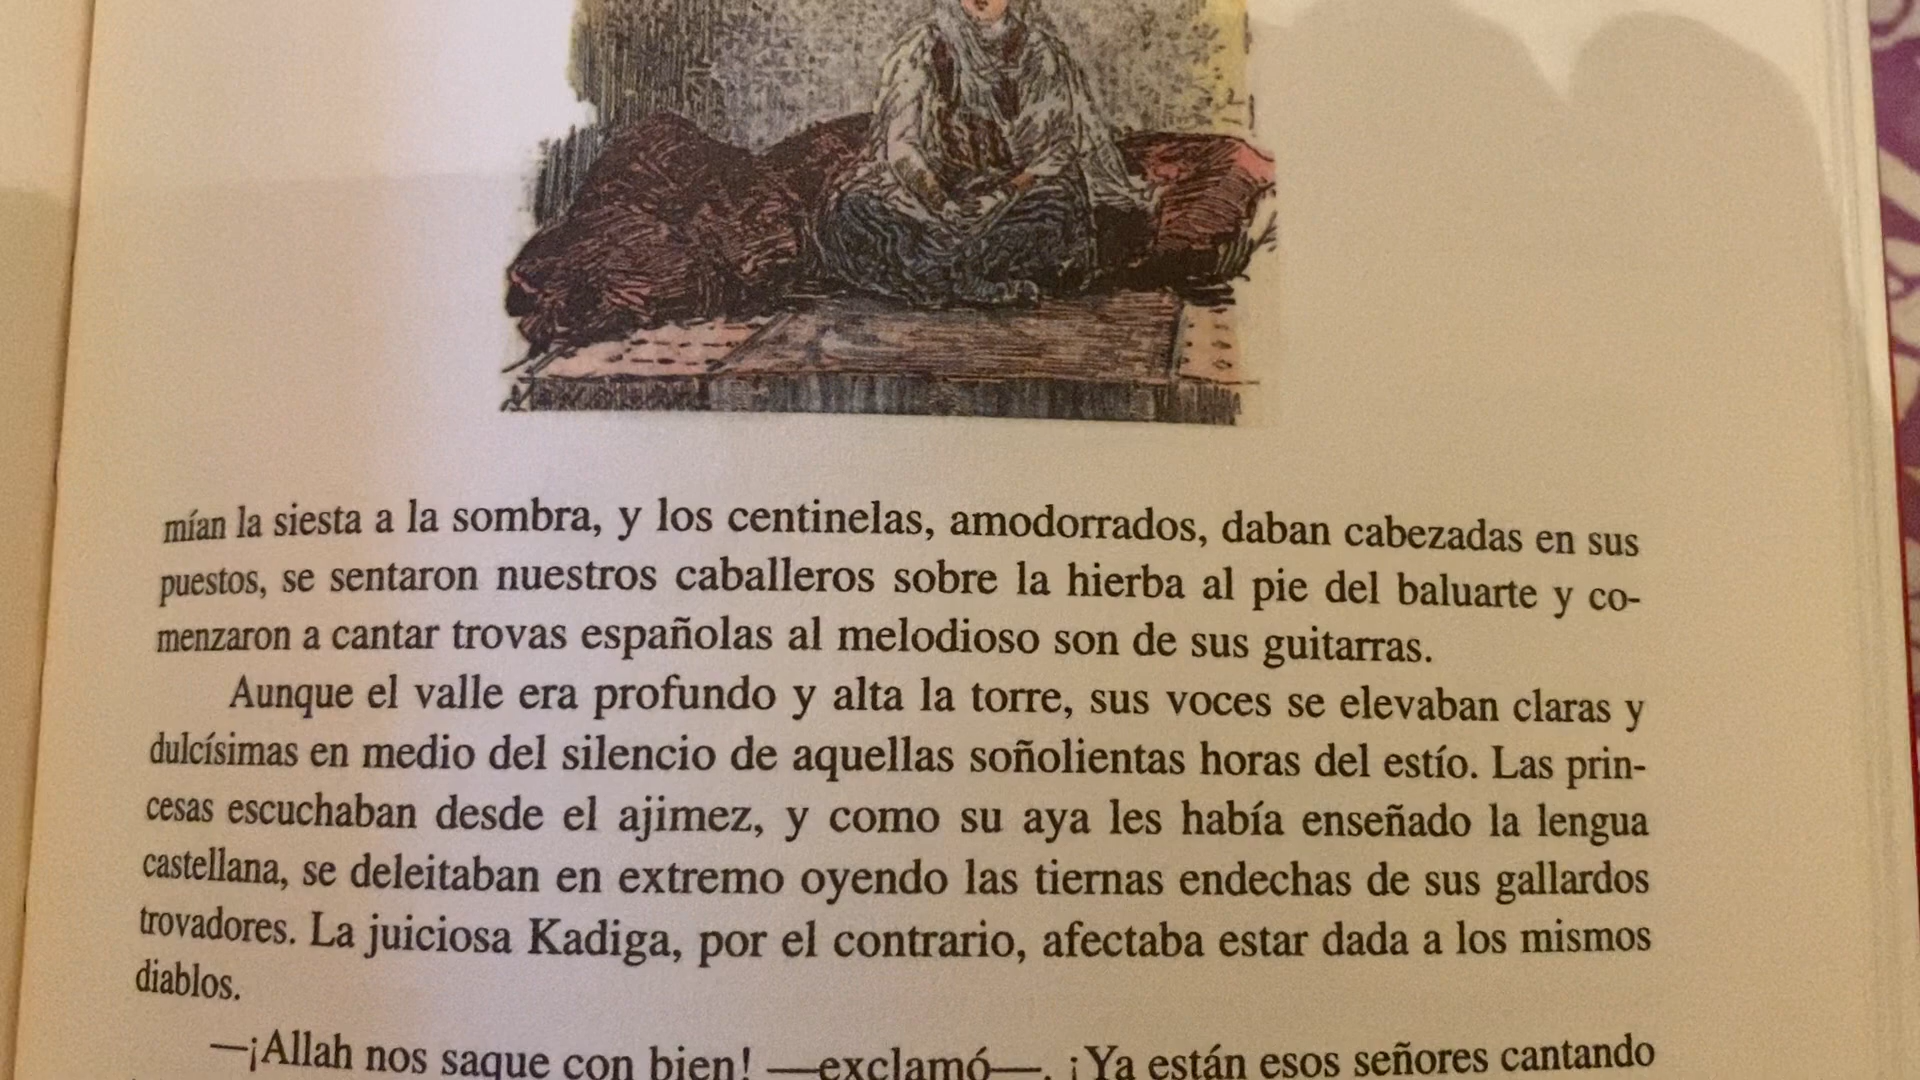 mían la siesta a la sombra, y los centinelas, amodorrados, daban cabezadas en sus
puestos, se sentaron nuestros caballeros sobre la hierba al pie del baluarte y co-
menzaron a cantar trovas españolas al melodioso son de sus guitarras.
Aunque el valle era profundo y alta la torre, sus voces se elevaban claras y
dulcísimas en medio del silencio de aquellas soñolientas horas del estío. Las prin-
cesas escuchaban desde el ajimez, y como su aya les había enseñado la lengua
castellana, se deleitaban en extremo oyendo las tiernas endechas de sus gallardos
trovadores. La juiciosa Kadiga, por el contrario, afectaba estar dada a los mismos
diablos.
—¡Allah nos saque con bien! —exclamó—. ¡Ya están esos señores cantando